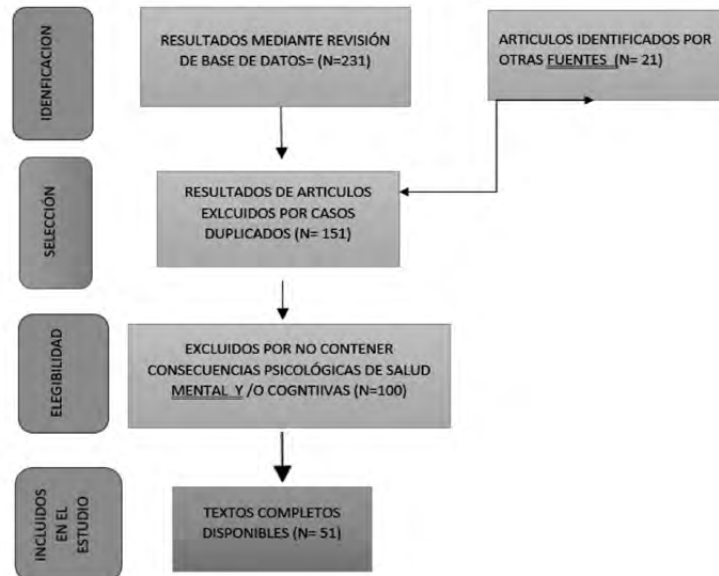 IDENFICACION
RESULTADOS MEDIANTE REVISIÓN
DE BASE DE DATOS= (N=231)
ARTICULOS IDENTIFICADOS POR
OTRAS FUENTES (N= 21)
SELECCIÓN
RESULTADOS DE ARTICULOS
EXLCUIDOS POR CASOS
DUPLICADOS (N= 151)
ELEGIBILIDAD
EXCLUIDOS POR NO CONTENER
CONSECUENCIAS PSICOLÓGICAS DE SALUD
MENTAL Y /O COGNTIIVAS (N=100)
INCLUIDOS
EN EL
ESTUDIO
TEXTOS COMPLETOS
DISPONIBLES (N= 51)